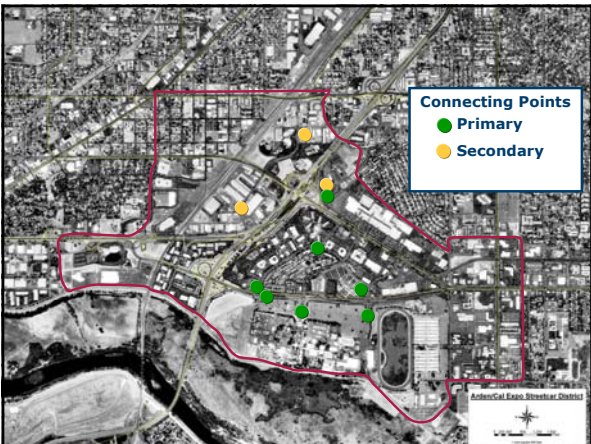 Connecting Points
Primary
Secondary
Arden/Cal Expo Streetcar District